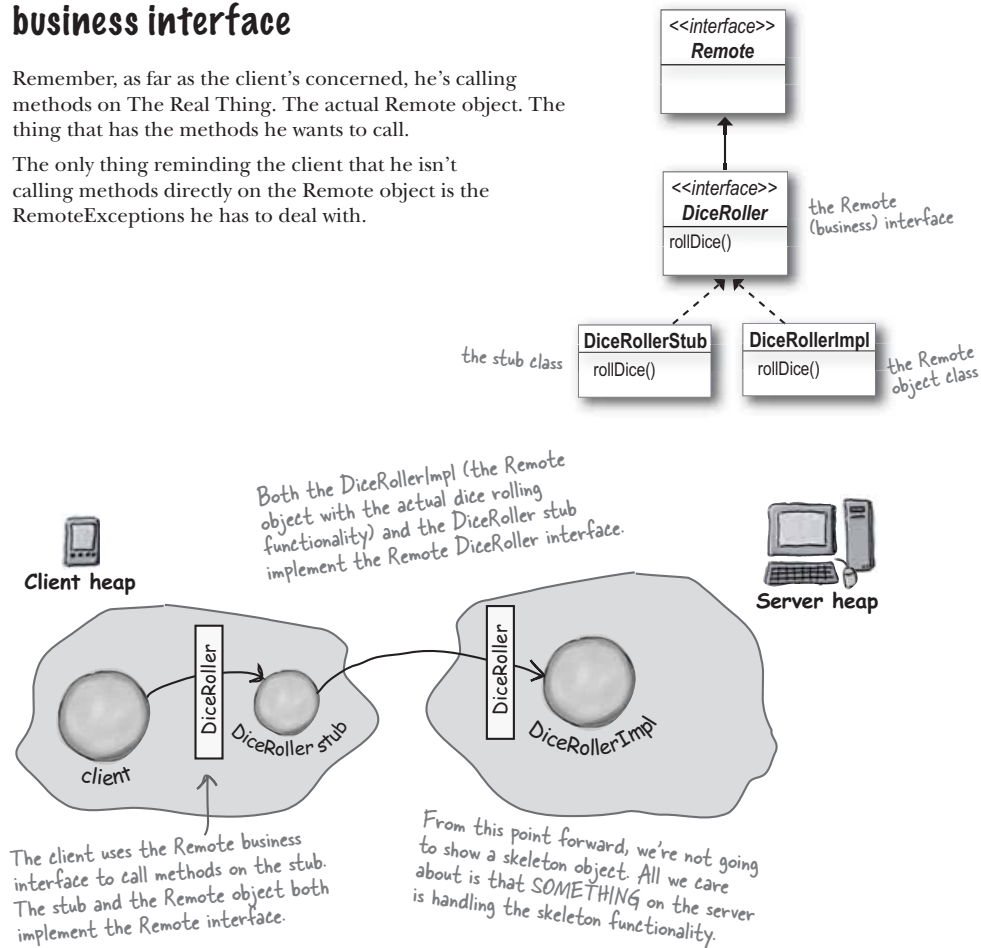 business interface
Remember, as far as the client's concerned, he's calling
methods on The Real Thing. The actual Remote object. The
thing that has the methods he wants to call.
The only thing reminding the client that he isn't
calling methods directly on the Remote object is the
RemoteExceptions he has to deal with.
<<interface>>
Remote
<<interface>>
DiceRoller
rollDice()
the Remote
(business) interface
the stub class
DiceRollerStub
rollDice()
DiceRollerImpl
rollDice()
the Remote
object class
Both the DiceRollerImpl (the Remote
object with the actual dice rolling
functionality) and the DiceRoller stub
implement the Remote DiceRoller interface.
Client heap
Server heap
client
DiceRoller
DiceRoller stub
DiceRoller
DiceRollerImpl
The client uses the Remote business
interface to call methods on the stub.
The stub and the Remote object both
implement the Remote interface.
From this point forward, we're not going
to show a skeleton object. All we care
about is that SOMETHING on the server
is handling the skeleton functionality.